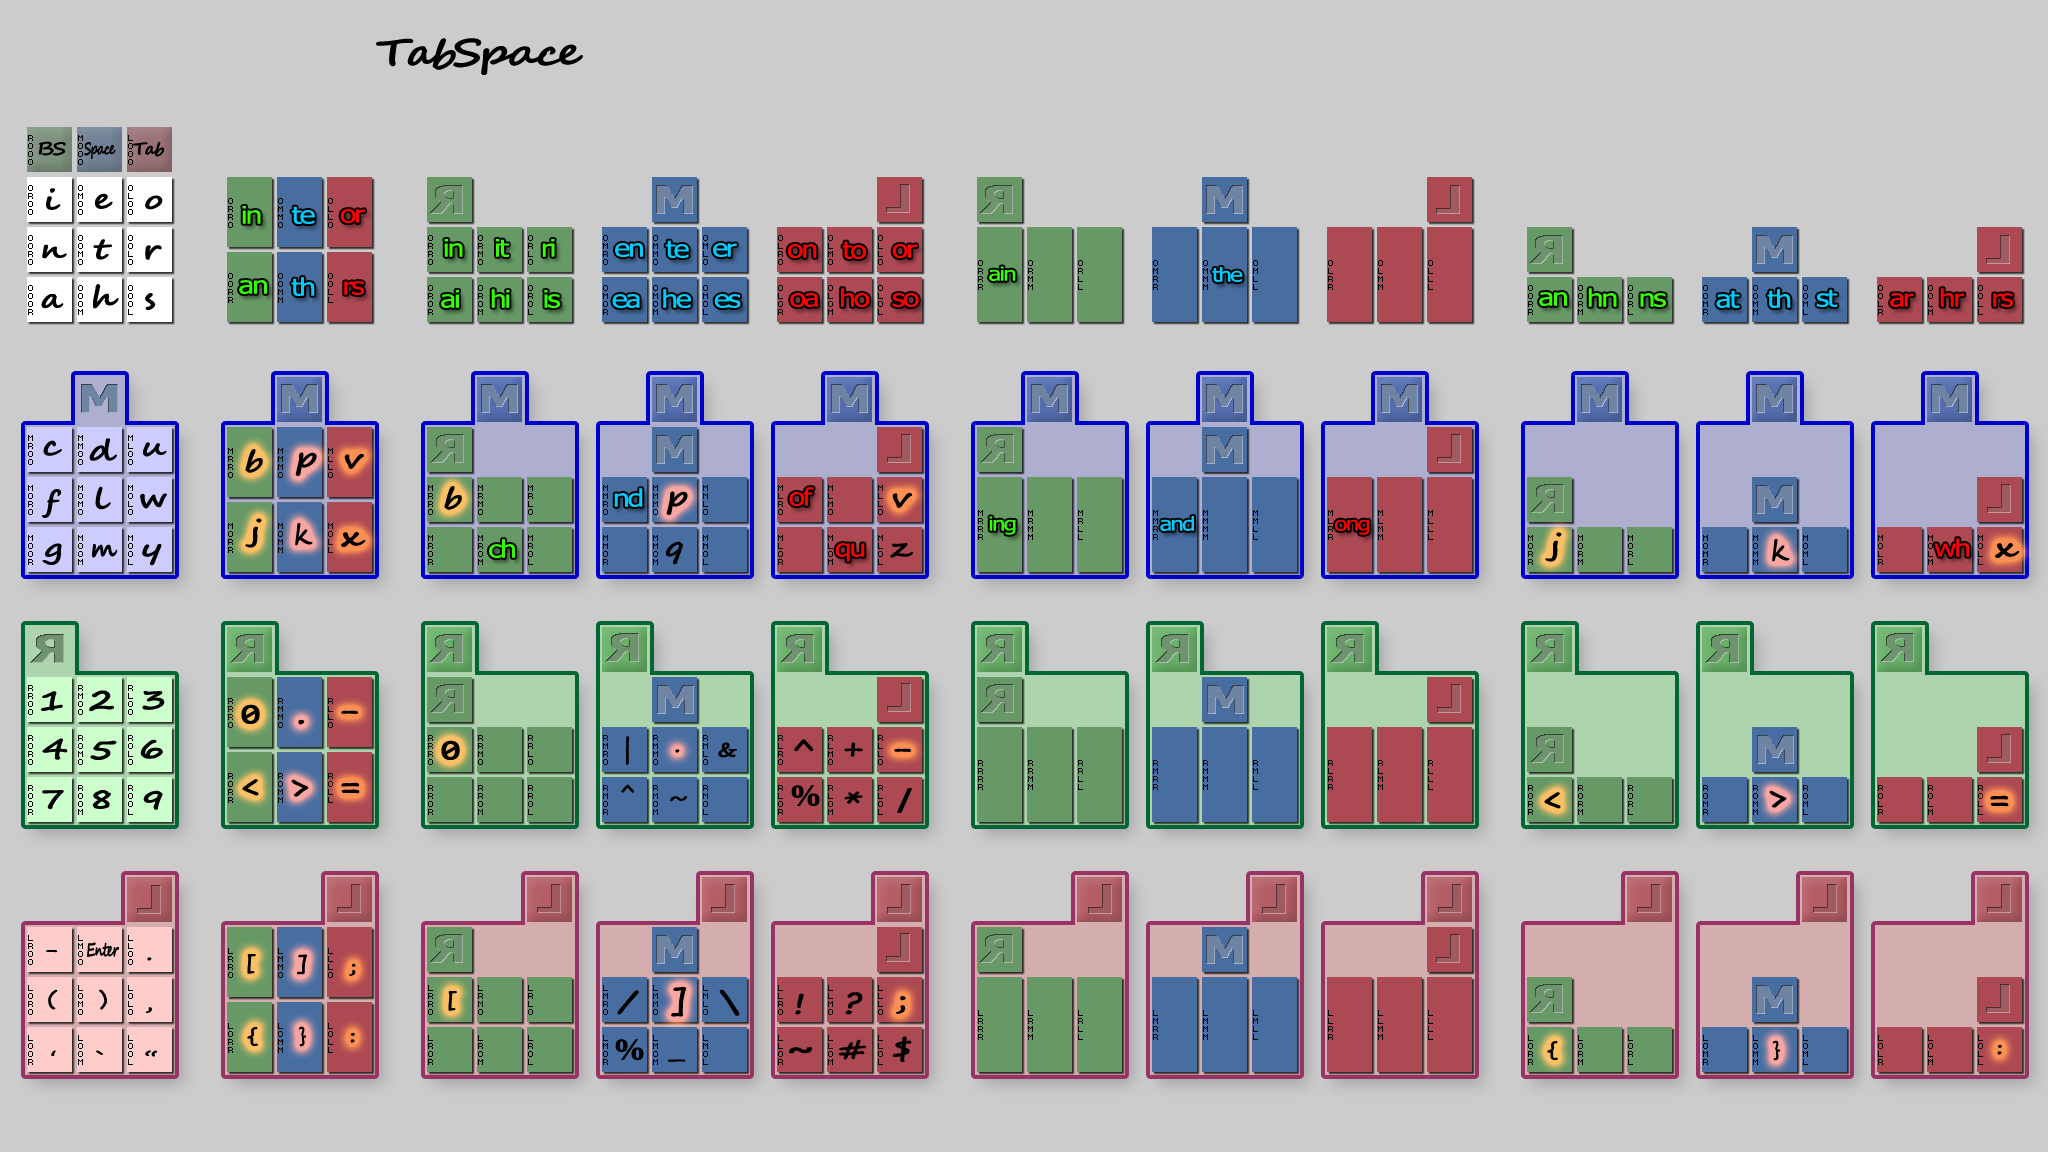 TabSpace
BS Space Tab
i e o
n t r
a h s
in te or
an th rs
R M L
in it ri en te er on to or
ai hi is ea he es oa ho so
R M L
ain the
R M L
an hn ns at th st ar hr rs
M M M M M M M M M M M
c d u
f l w
g m y
b p v
j k x
R M L
b nd p of v
ch q qu z
R M L
ing and ong
R M L
j k wh x
R R R R R R R R R R R
1 2 3
4 5 6
7 8 9
0 . -
< > =
R M L
0 | . & ^ + -
^ ~ % * /
R M L
R M L
< > =
L L L L L L L L L L L
- Enter .
( ) ,
‘ ` “
[ ] ;
{ } :
R M L
[ / ] \ ! ? ;
% _ ~ # $
R M L
R M L
{ } :